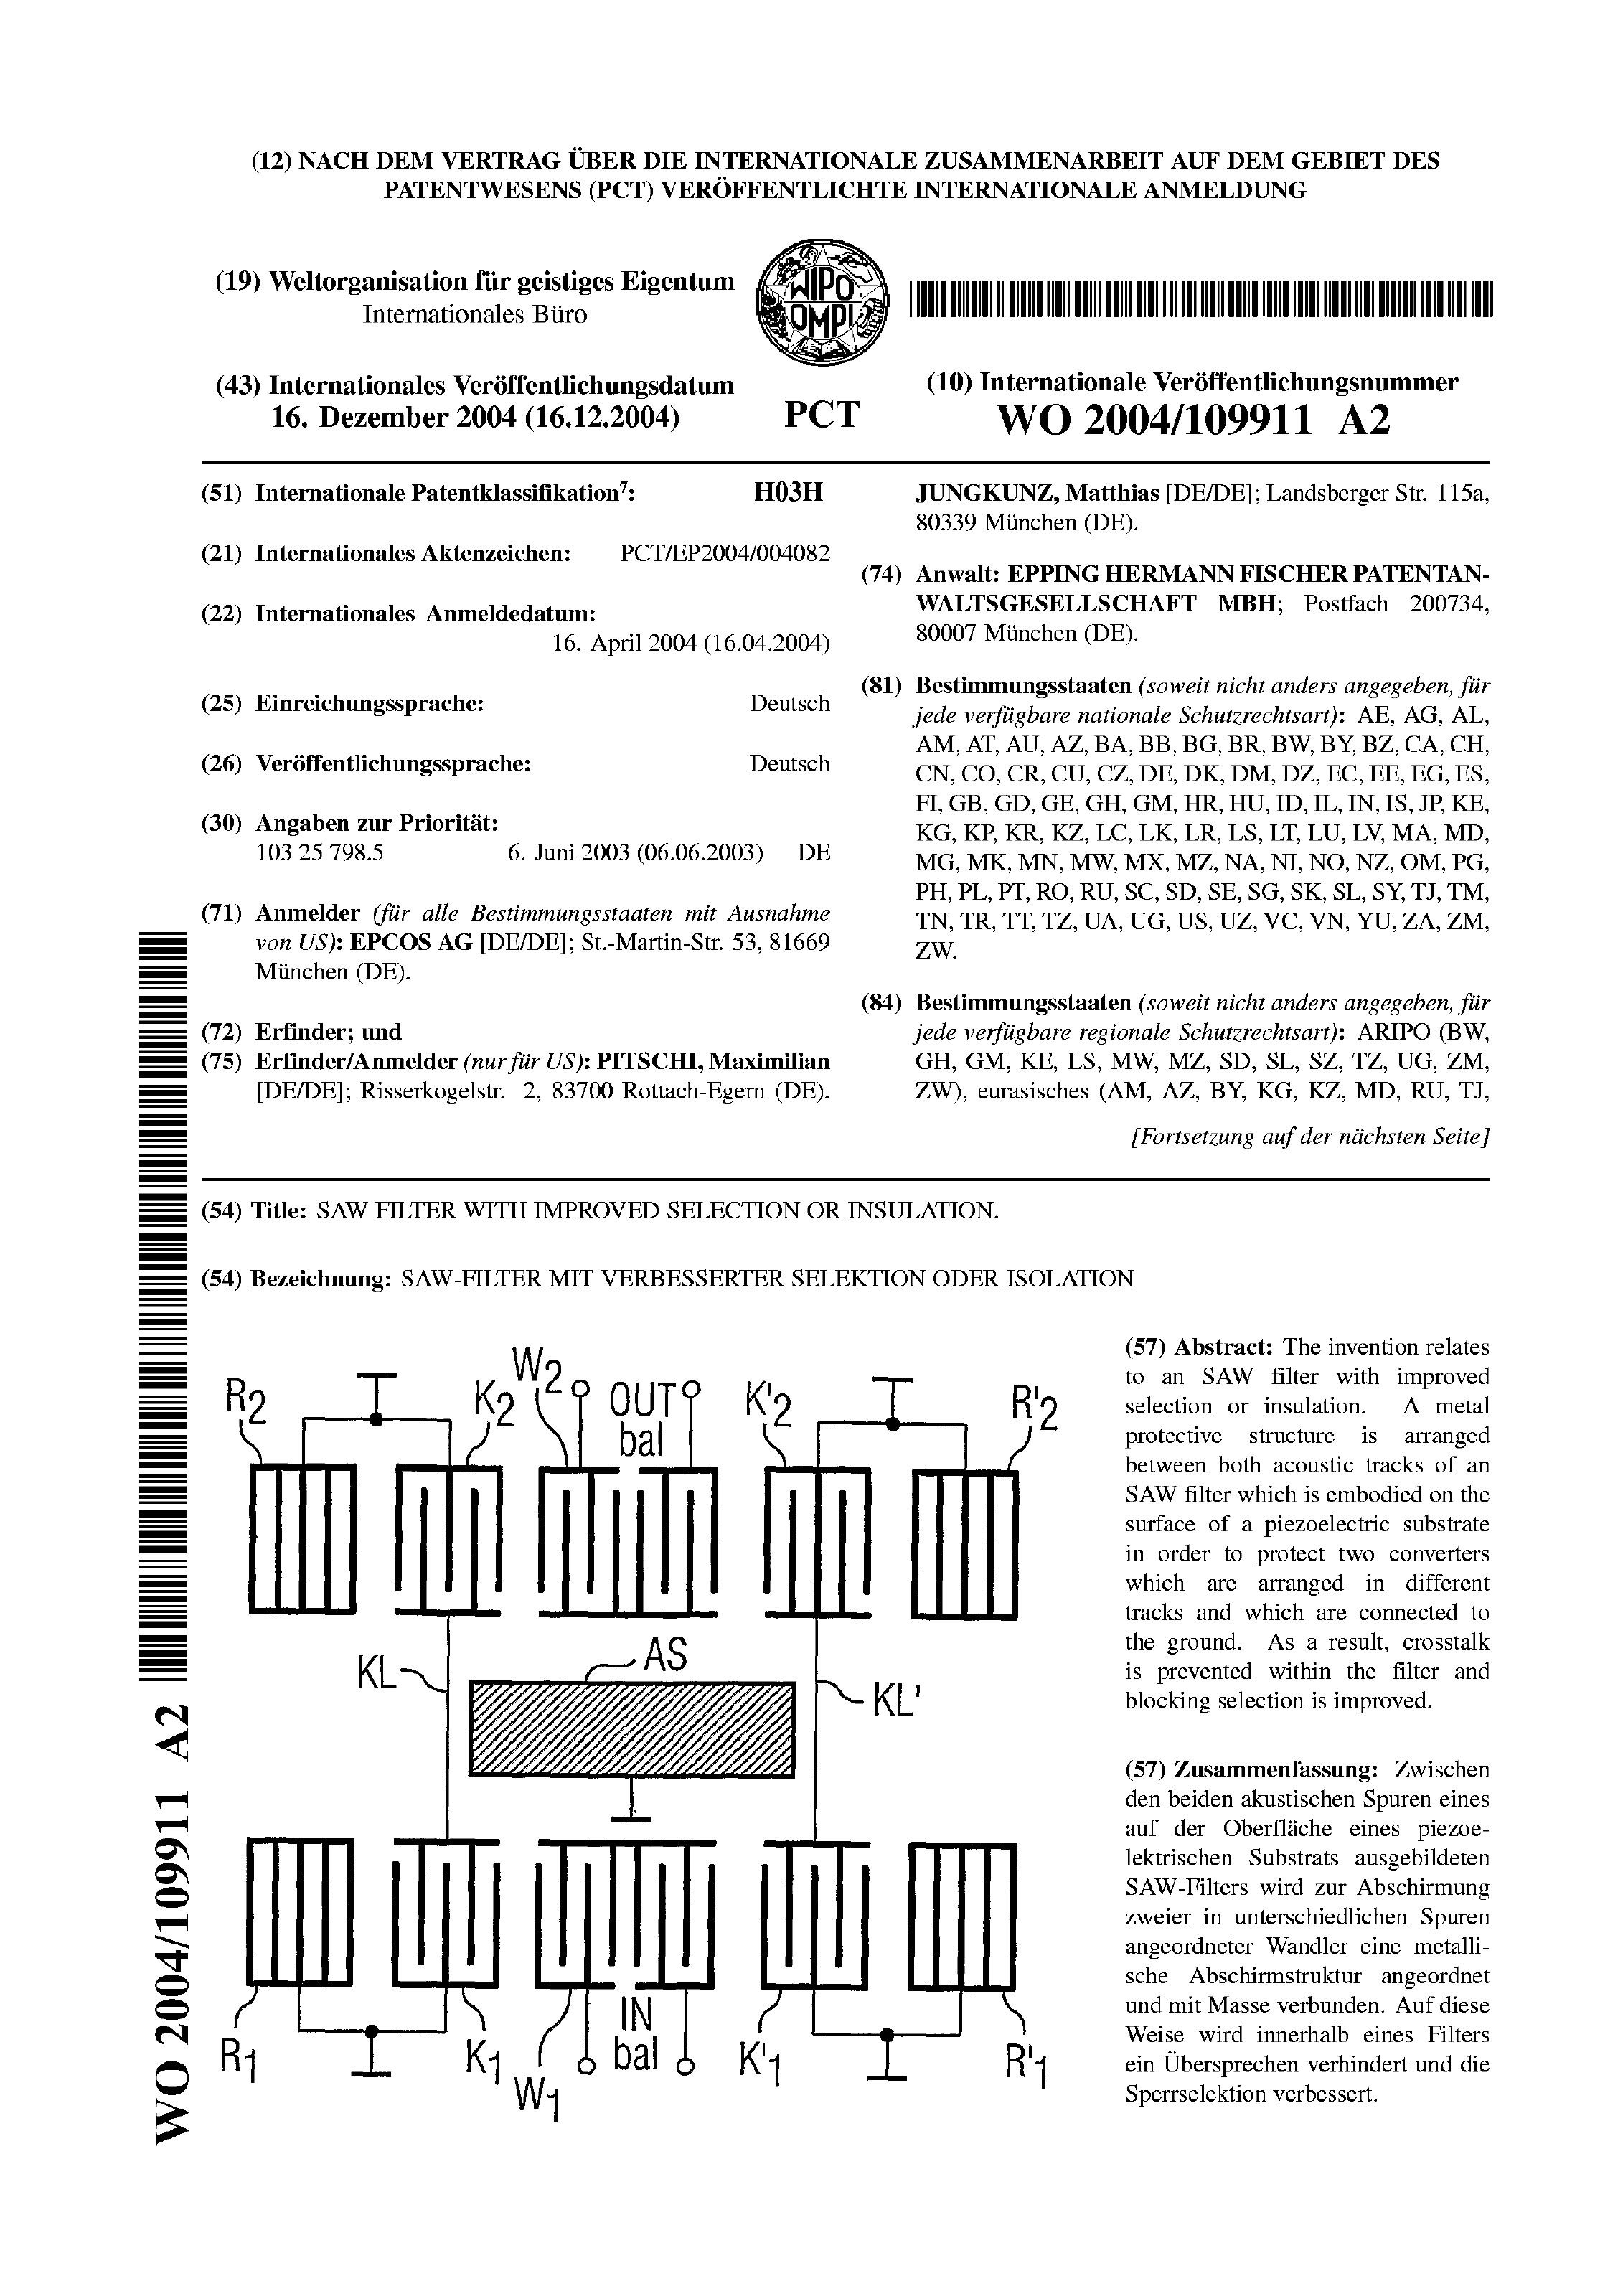 (12) NACH DEM VERTRAG ÜBER DIE INTERNATIONALE ZUSAMMENARBEIT AUF DEM GEBIET DES
PATENTWESENS (PCT) VERÖFFENTLICHTE INTERNATIONALE ANMELDUNG
(19) Weltorganisation für geistiges Eigentum
Internationales Büro
WIPO
OMPI
(43) Internationales Veröffentlichungsdatum
16. Dezember 2004 (16.12.2004)
PCT
(10) Internationale Veröffentlichungsnummer
WO 2004/109911 A2
(51) Internationale Patentklassifikation7: H03H
(21) Internationales Aktenzeichen: PCT/EP2004/004082
(22) Internationales Anmeldedatum:
16. April 2004 (16.04.2004)
(25) Einreichungssprache: Deutsch
(26) Veröffentlichungssprache: Deutsch
(30) Angaben zur Priorität:
103 25 798.5 6. Juni 2003 (06.06.2003) DE
(71) Anmelder (für alle Bestimmungsstaaten mit Ausnahme
von US): EPCOS AG [DE/DE]; St.-Martin-Str. 53, 81669
München (DE).
(72) Erfinder; und
(75) Erfinder/Anmelder (nur für US): PITSCHI, Maximilian
[DE/DE]; Risserkogelstr. 2, 83700 Rottach-Egern (DE).
JUNGKUNZ, Matthias [DE/DE]; Landsberger Str. 115a,
80339 München (DE).
(74) Anwalt: EPPING HERMANN FISCHER PATENTAN-
WALTSGESELLSCHAFT MBH; Postfach 200734,
80007 München (DE).
(81) Bestimmungsstaaten (soweit nicht anders angegeben, für
jede verfügbare nationale Schutzrechtsart): AE, AG, AL,
AM, AT, AU, AZ, BA, BB, BG, BR, BW, BY, BZ, CA, CH,
CN, CO, CR, CU, CZ, DE, DK, DM, DZ, EC, EE, EG, ES,
FI, GB, GD, GE, GH, GM, HR, HU, ID, IL, IN, IS, JP, KE,
KG, KP, KR, KZ, LC, LK, LR, LS, LT, LU, LV, MA, MD,
MG, MK, MN, MW, MX, MZ, NA, NI, NO, NZ, OM, PG,
PH, PL, PT, RO, RU, SC, SD, SE, SG, SK, SL, SY, TJ, TM,
TN, TR, TT, TZ, UA, UG, US, UZ, VC, VN, YU, ZA, ZM,
ZW.
(84) Bestimmungsstaaten (soweit nicht anders angegeben, für
jede verfügbare regionale Schutzrechtsart): ARIPO (BW,
GH, GM, KE, LS, MW, MZ, SD, SL, SZ, TZ, UG, ZM,
ZW), eurasisches (AM, AZ, BY, KG, KZ, MD, RU, TJ,
[Fortsetzung auf der nächsten Seite]
(54) Title: SAW FILTER WITH IMPROVED SELECTION OR INSULATION.
(54) Bezeichnung: SAW-FILTER MIT VERBESSERTER SELEKTION ODER ISOLATION
R2 K2 W2 OUT K'2 R'2
bal
AS
KL
KL'
IN
R1 K1 bal K'1 R'1
W1
(57) Abstract: The invention relates
to an SAW filter with improved
selection or insulation. A metal
protective structure is arranged
between both acoustic tracks of an
SAW filter which is embodied on the
surface of a piezoelectric substrate
in order to protect two converters
which are arranged in different
tracks and which are connected to
the ground. As a result, crosstalk
is prevented within the filter and
blocking selection is improved.
(57) Zusammenfassung: Zwischen
den beiden akustischen Spuren eines
auf der Oberfläche eines piezoe-
lektrischen Substrats ausgebildeten
SAW-Filters wird zur Abschirmung
zweier in unterschiedlichen Spuren
angeordneter Wandler eine metalli-
sche Abschirmstruktur angeordnet
und mit Masse verbunden. Auf diese
Weise wird innerhalb eines Filters
ein Übersprechen verhindert und die
Sperrselektion verbessert.
WO 2004/109911 A2